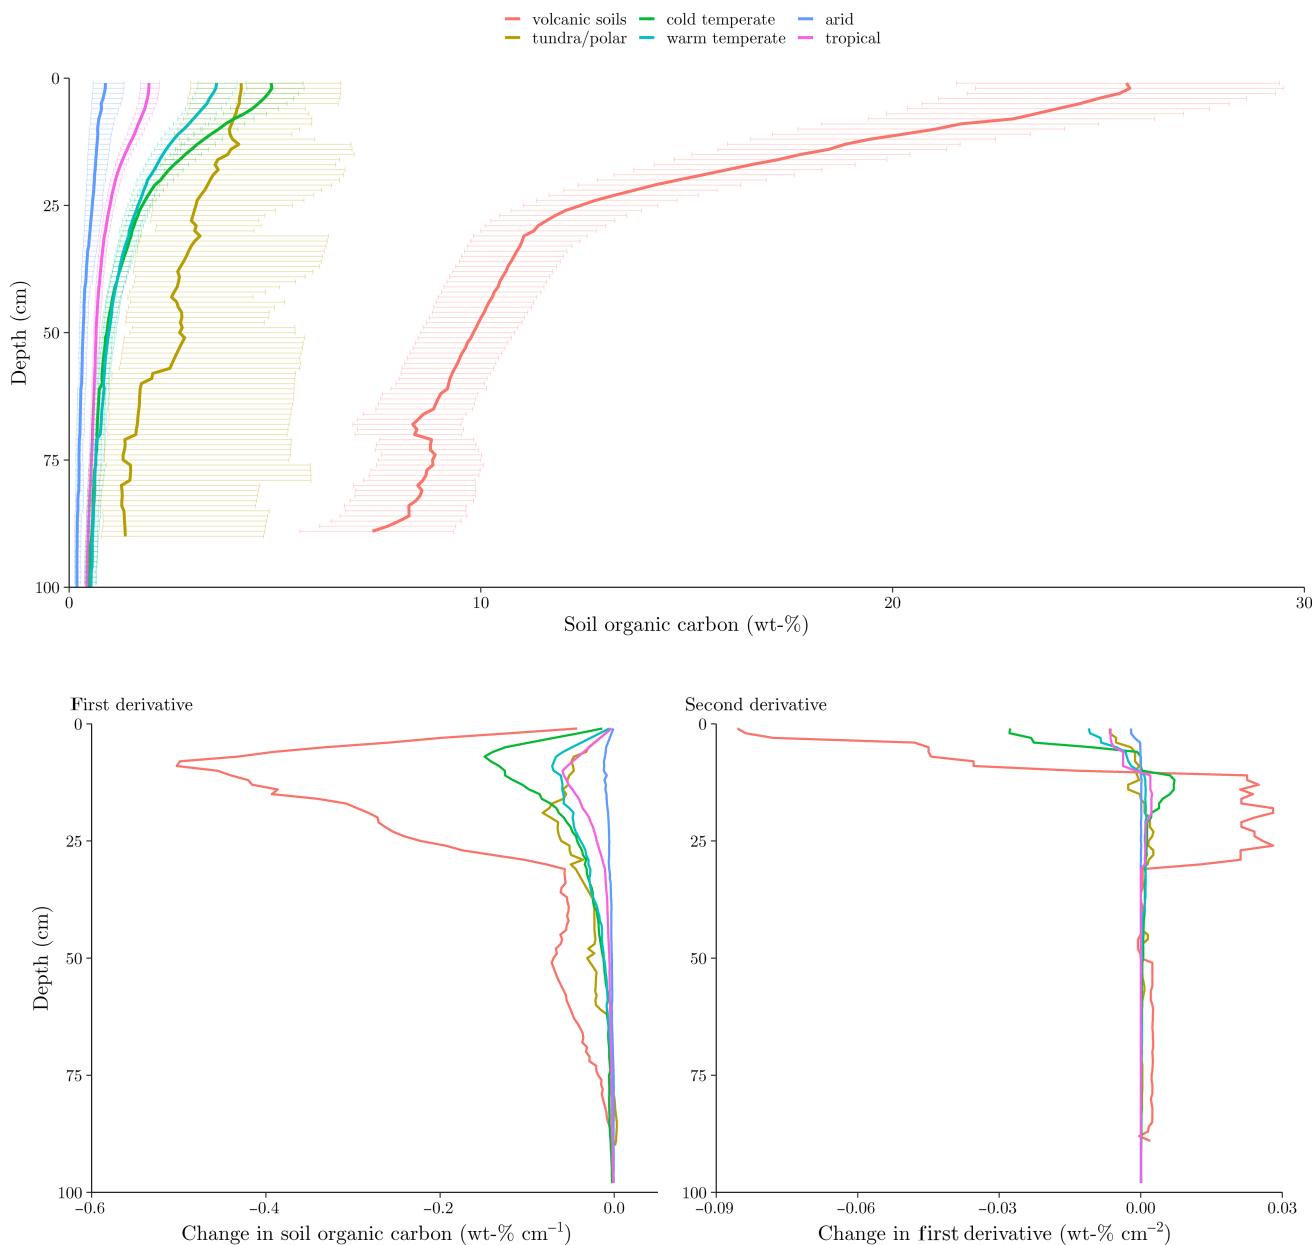 volcanic soils cold temperate arid
tundra/polar warm temperate tropical
0
25
50
75
100
Depth (cm)
0 10 20 30
Soil organic carbon (wt-%)
First derivative
0
25
50
75
100
Depth (cm)
−0.6 −0.4 −0.2 0.0
Change in soil organic carbon (wt-% cm⁻¹)
Second derivative
0
25
50
75
100
−0.09 −0.06 −0.03 0.00 0.03
Change in first derivative (wt-% cm⁻²)